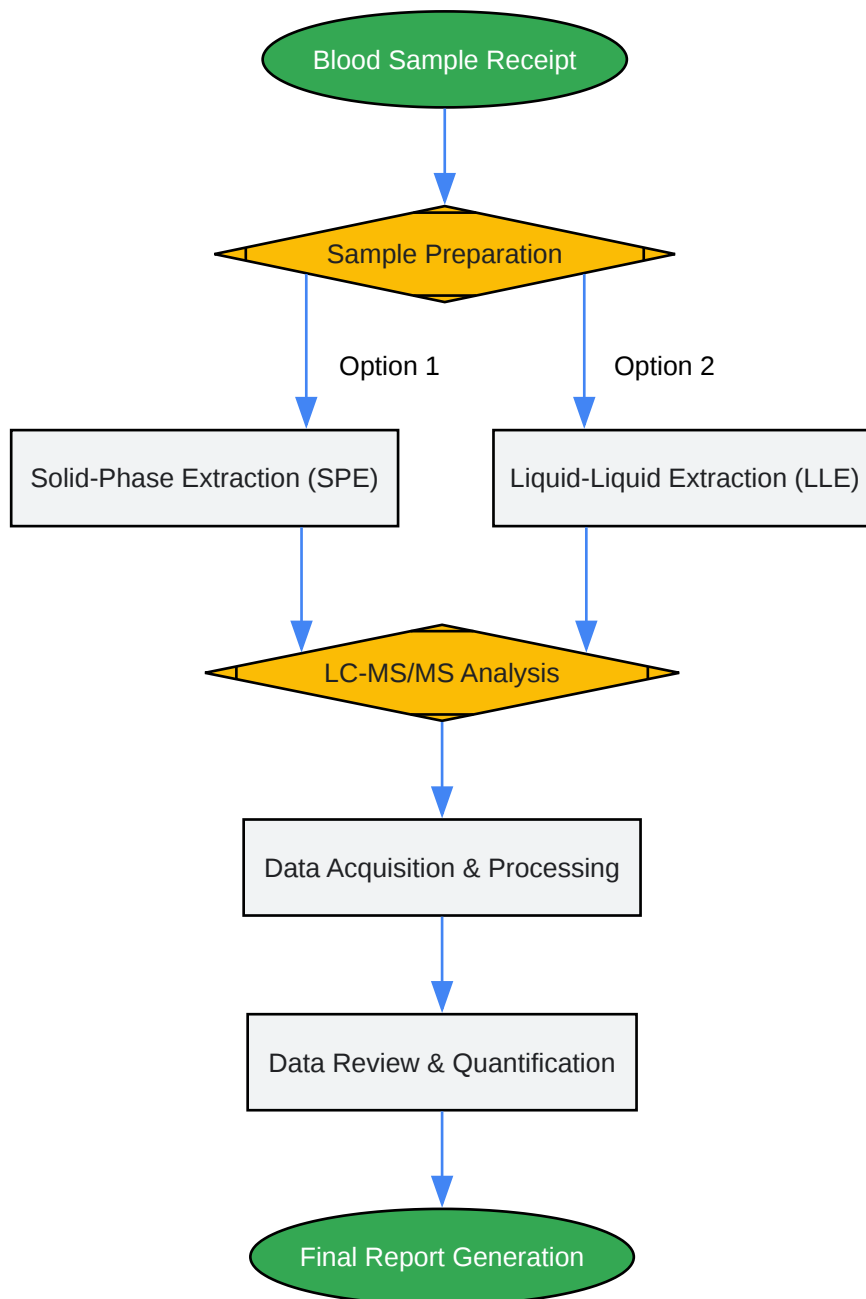 Blood Sample Receipt
Sample Preparation
Option 1
Option 2
Solid-Phase Extraction (SPE)
Liquid-Liquid Extraction (LLE)
LC-MS/MS Analysis
Data Acquisition & Processing
Data Review & Quantification
Final Report Generation